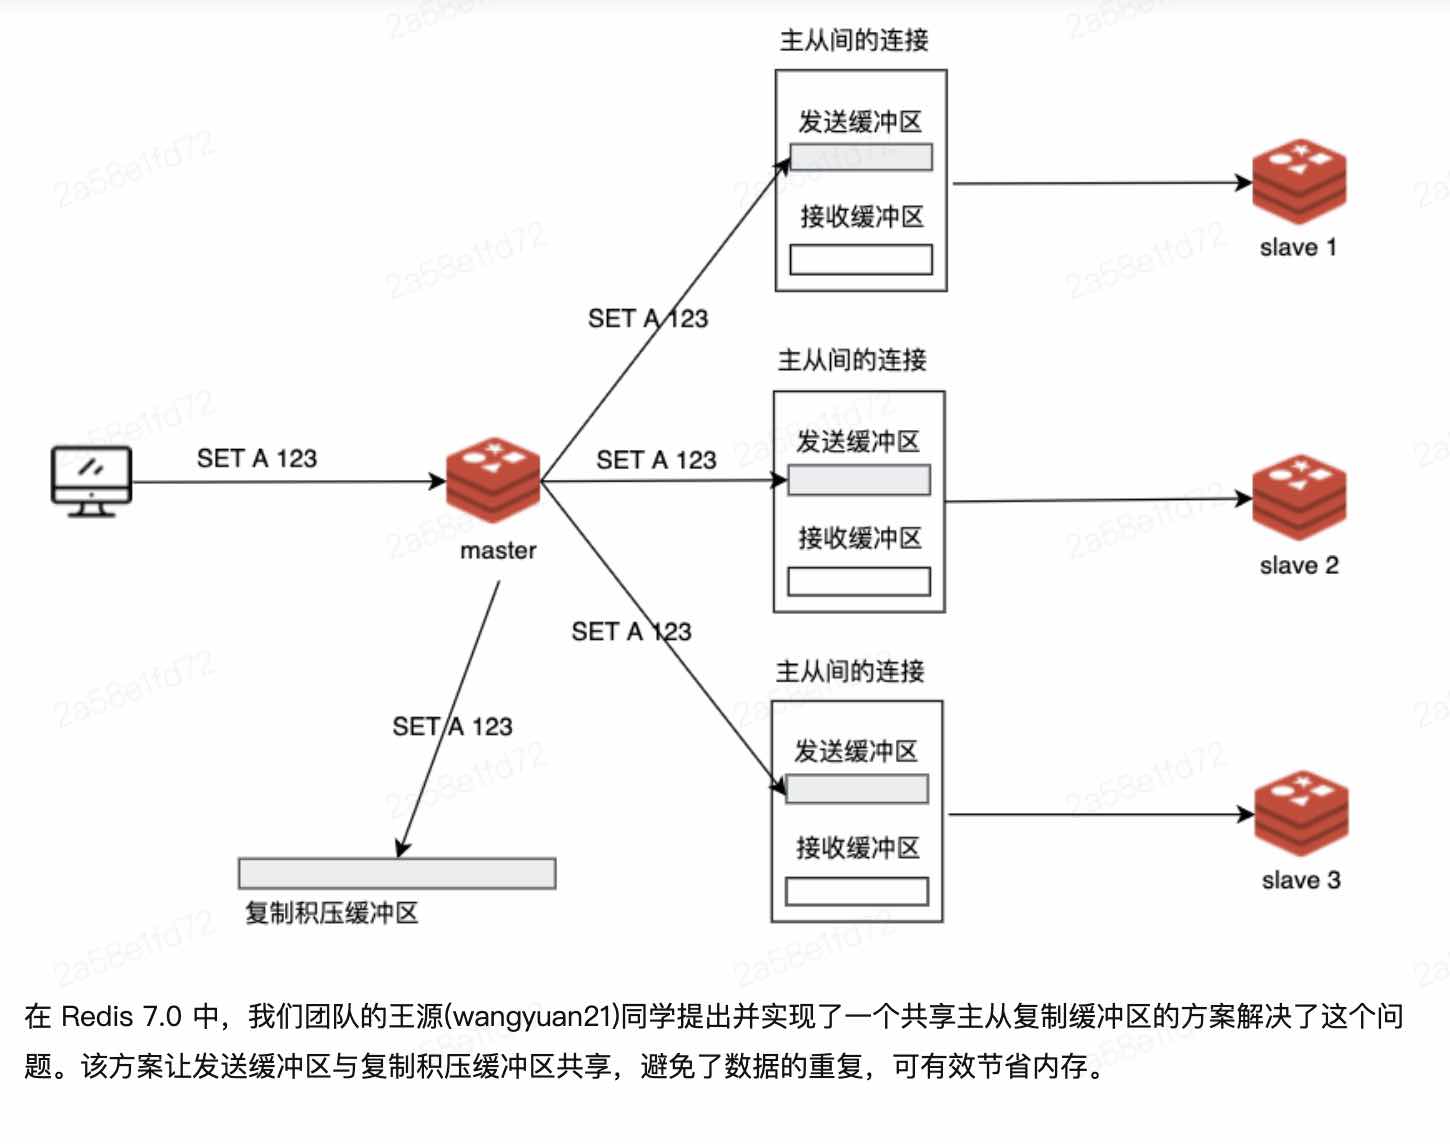 主从间的连接
发送缓冲区
接收缓冲区
slave 1
SET A 123
主从间的连接
SET A 123
SET A 123
发送缓冲区
接收缓冲区
master
slave 2
SET A 123
主从间的连接
SET A 123
发送缓冲区
接收缓冲区
slave 3
复制积压缓冲区
在 Redis 7.0 中，我们团队的王源(wangyuan21)同学提出并实现了一个共享主从复制缓冲区的方案解决了这个问
题。该方案让发送缓冲区与复制积压缓冲区共享，避免了数据的重复，可有效节省内存。
2a58e1fd72